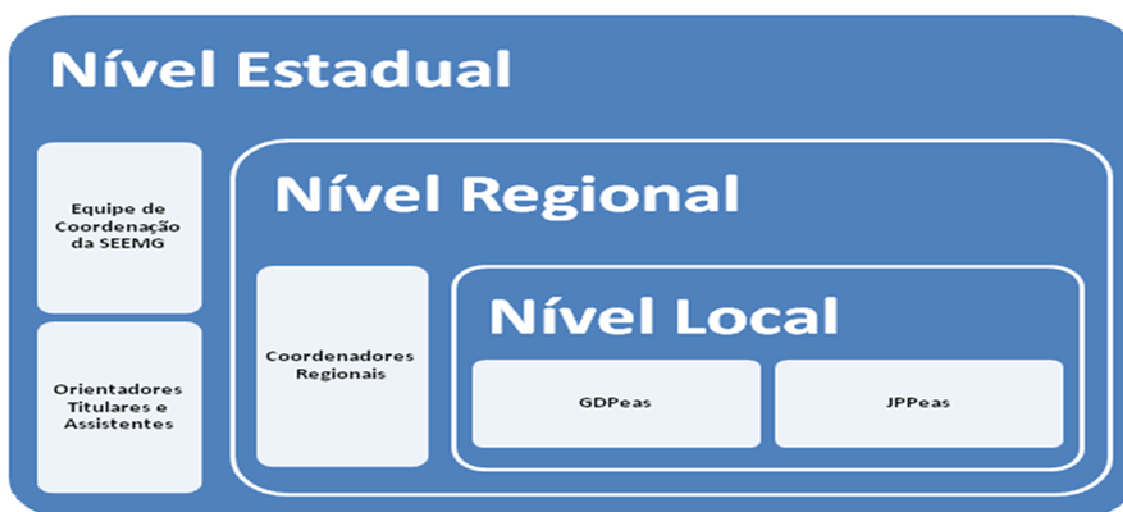 Nível Estadual
Equipe de
Coordenação
da SEEMG
Orientadores
Titulares e
Assistentes
Nível Regional
Coordenadores
Regionais
Nível Local
GDPeas
JPPeas